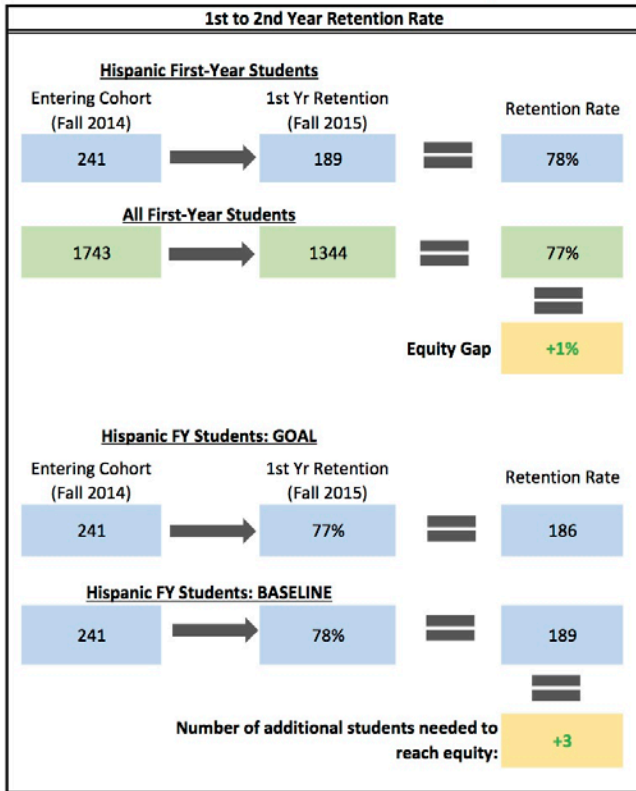 1st to 2nd Year Retention Rate
Hispanic First-Year Students
Entering Cohort
(Fall 2014)
1st Yr Retention
(Fall 2015)
Retention Rate
241
189
78%
All First-Year Students
1743
1344
77%
Equity Gap
+1%
Hispanic FY Students: GOAL
Entering Cohort
(Fall 2014)
1st Yr Retention
(Fall 2015)
Retention Rate
241
77%
186
Hispanic FY Students: BASELINE
241
78%
189
Number of additional students needed to
reach equity:
+3